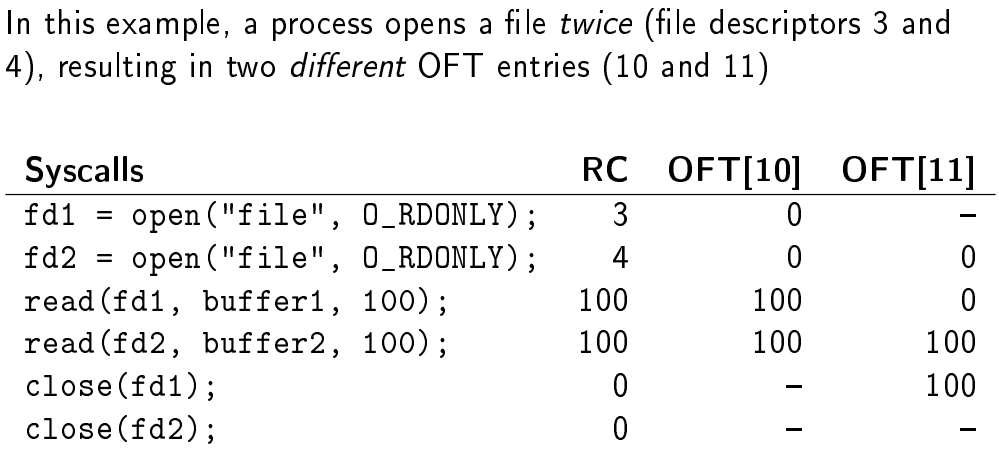 In this example, a process opens a file twice (file descriptors 3 and
4), resulting in two different OFT entries (10 and 11)
Syscalls RC OFT[10] OFT[11]
fd1 = open("file", O_RDONLY); 3 0 –
fd2 = open("file", O_RDONLY); 4 0 0
read(fd1, buffer1, 100); 100 100 0
read(fd2, buffer2, 100); 100 100 100
close(fd1); 0 – 100
close(fd2); 0 – –